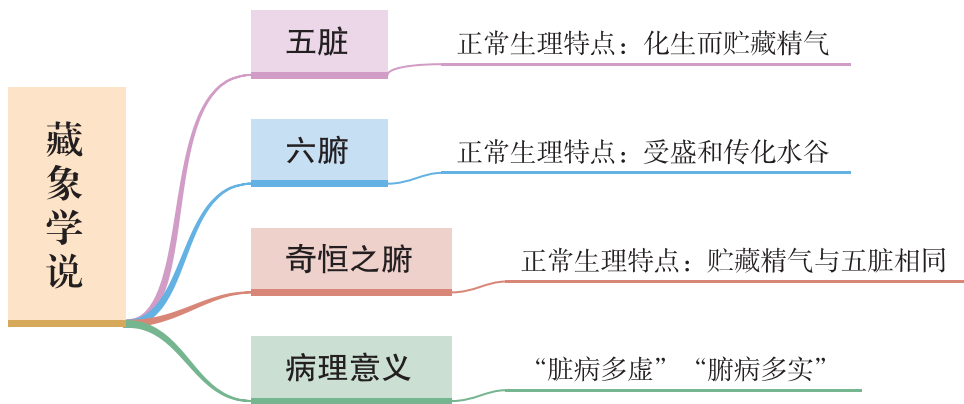 藏象学说
五脏
正常生理特点：化生而贮藏精气
六腑
正常生理特点：受盛和传化水谷
奇恒之腑
正常生理特点：贮藏精气与五脏相同
病理意义
“脏病多虚”“腑病多实”